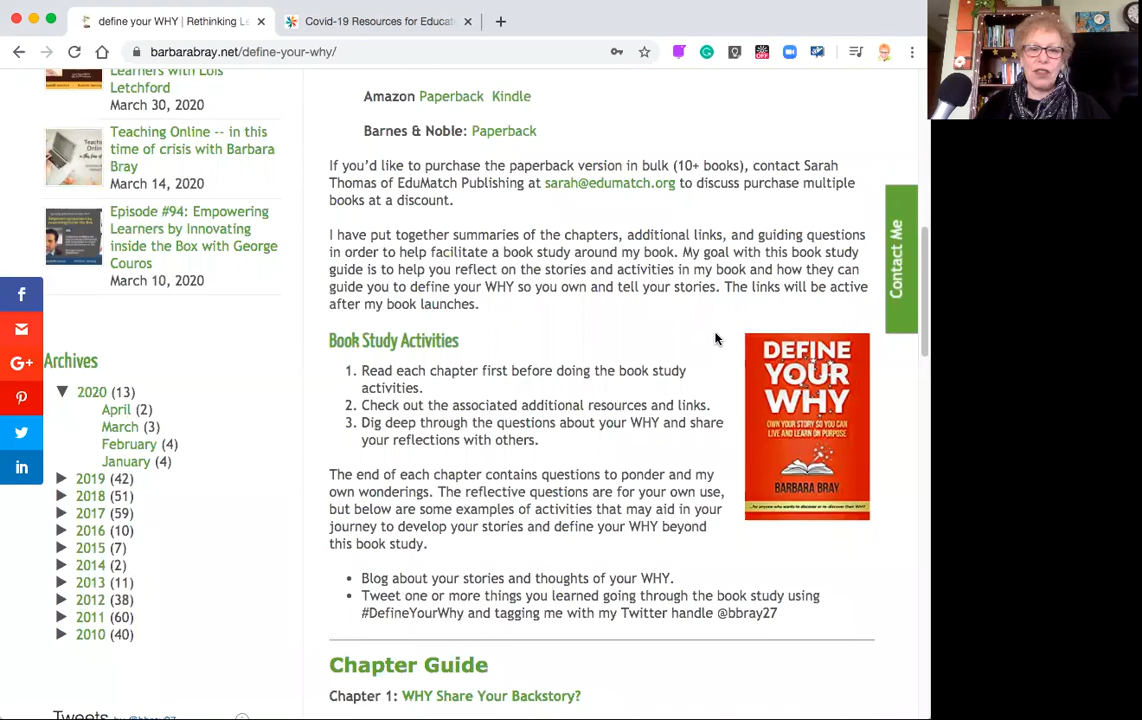 define your WHY | Rethinking Le
Covid-19 Resources for Educat
barbarabray.net/define-your-why/
OFF
Learners with Lois
Letchford
March 30, 2020
Teaching Online -- in this
time of crisis with Barbara
Bray
March 14, 2020
Episode #94: Empowering
Learners by Innovating
inside the Box with George
Couros
March 10, 2020
Archives
2020 (13)
April (2)
March (3)
February (4)
January (4)
2019 (42)
2018 (51)
2017 (59)
2016 (10)
2015 (7)
2014 (2)
2013 (11)
2012 (38)
2011 (60)
2010 (40)
Tweets by @bbray27
Amazon Paperback Kindle
Barnes & Noble: Paperback
If you'd like to purchase the paperback version in bulk (10+ books), contact Sarah
Thomas of EduMatch Publishing at sarah@edumatch.org to discuss purchase multiple
books at a discount.
I have put together summaries of the chapters, additional links, and guiding questions
in order to help facilitate a book study around my book. My goal with this book study
guide is to help you reflect on the stories and activities in my book and how they can
guide you to define your WHY so you own and tell your stories. The links will be active
after my book launches.
Book Study Activities
1. Read each chapter first before doing the book study
activities.
2. Check out the associated additional resources and links.
3. Dig deep through the questions about your WHY and share
your reflections with others.
The end of each chapter contains questions to ponder and my
own wonderings. The reflective questions are for your own use,
but below are some examples of activities that may aid in your
journey to develop your stories and define your WHY beyond
this book study.
• Blog about your stories and thoughts of your WHY.
• Tweet one or more things you learned going through the book study using
#DefineYourWhy and tagging me with my Twitter handle @bbray27
Chapter Guide
Chapter 1: WHY Share Your Backstory?
DEFINE
YOUR
WHY
OWN YOUR STORY SO YOU CAN
LIVE AND LEARN ON PURPOSE
BARBARA BRAY
...for anyone who wants to discover or re-discover their WHY!
Contact Me